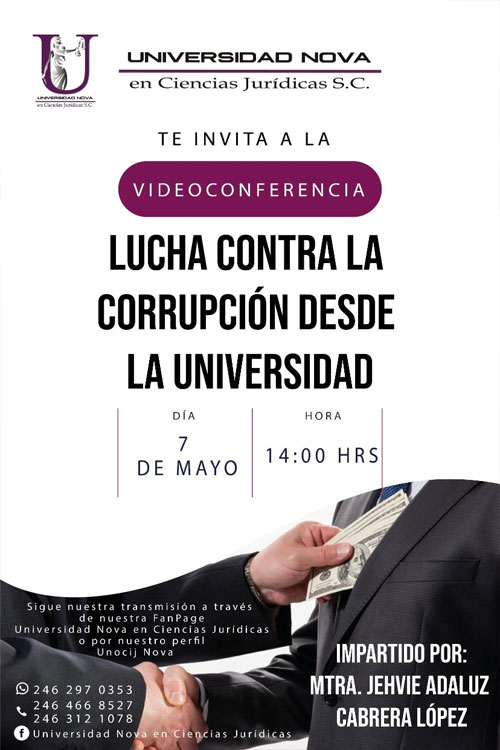 U
UNIVERSIDAD NOVA
en Ciencias Jurídicas S.C.
UNIVERSIDAD NOVA
en Ciencias Jurídicas S.C.
TE INVITA A LA
VIDEOCONFERENCIA
LUCHA CONTRA LA
CORRUPCIÓN DESDE
LA UNIVERSIDAD
DÍA
7
DE MAYO
HORA
14:00 HRS
Sigue nuestra transmisión a través
de nuestra FanPage
Universidad Nova en Ciencias Jurídicas
o por nuestro perfil
Unocij Nova
246 297 0353
246 466 8527
246 312 1078
Universidad Nova en Ciencias Jurídicas
IMPARTIDO POR:
MTRA. JEHVIE ADALUZ
CABRERA LÓPEZ